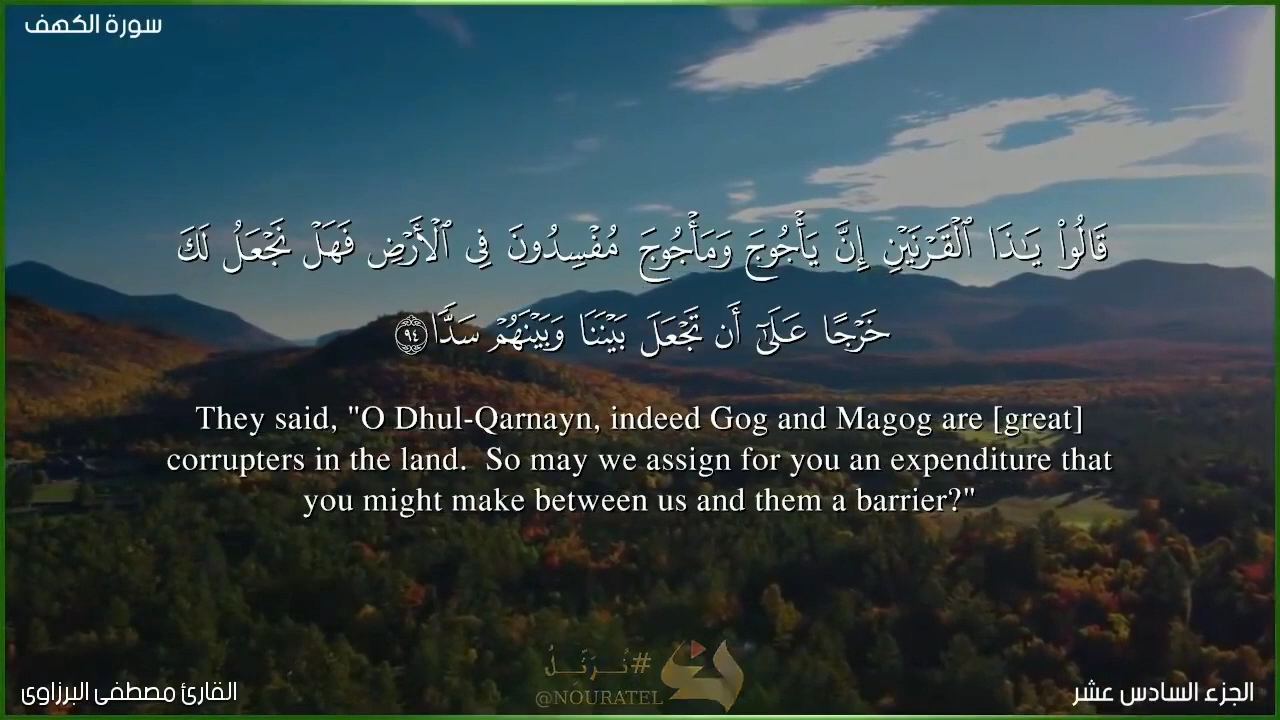 سورة الكهف
قَالُوا۟ يَـٰذَا ٱلْقَرْنَيْنِ إِنَّ يَأْجُوجَ وَمَأْجُوجَ مُفْسِدُونَ فِى ٱلْأَرْضِ فَهَلْ نَجْعَلُ لَكَ
خَرْجًا عَلَىٰٓ أَن تَجْعَلَ بَيْنَنَا وَبَيْنَهُمْ سَدًّا ٩٤
They said, "O Dhul-Qarnayn, indeed Gog and Magog are [great]
corrupters in the land. So may we assign for you an expenditure that
you might make between us and them a barrier?"
#نُرَتِّلُ
@NOURATEL
الجزء السادس عشر
القارئ مصطفى البرزاوى